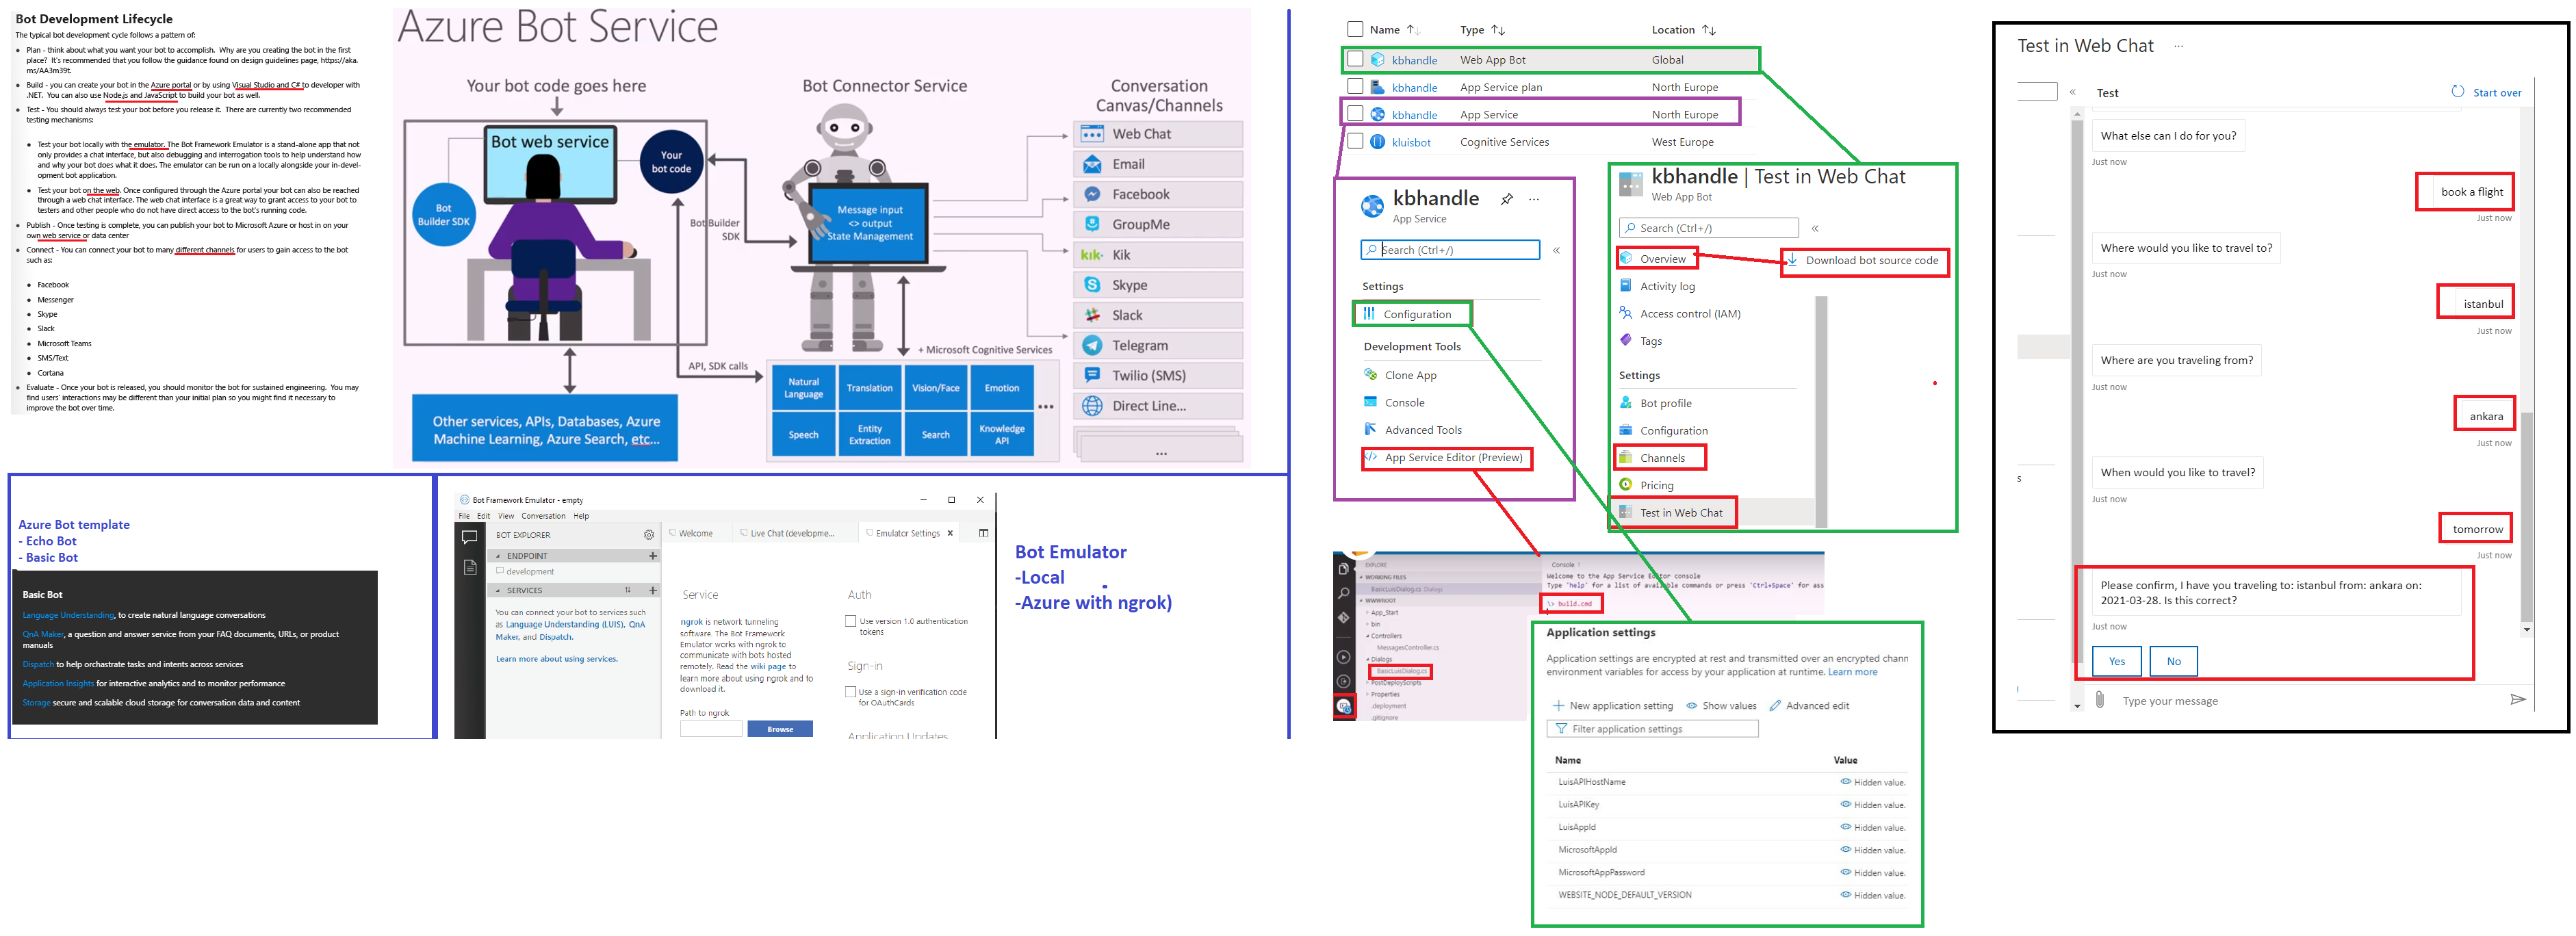 Bot Development Lifecycle
The typical bot development cycle follows a pattern of:
Plan - think about what you want your bot to accomplish. Why are you creating the bot in the first
place? It's recommended that you follow the guidance found on design guidelines page, https://aka.
ms/AA3m39t.
Build - you can create your bot in the Azure portal or by using Visual Studio and C# to developer with
.NET. You can also use Node.js and JavaScript to build your bot as well.
Test - You should always test your bot before you release it. There are currently two recommended
testing mechanisms:
Test your bot locally with the emulator. The Bot Framework Emulator is a stand-alone app that not
only provides a chat interface, but also debugging and interrogation tools to help understand how
and why your bot does what it does. The emulator can be run on a locally alongside your in-devel-
opment bot application.
Test your bot on the web. Once configured through the Azure portal your bot can also be reached
through a web chat interface. The web chat interface is a great way to grant access to your bot to
testers and other people who do not have direct access to the bot's running code.
Publish - Once testing is complete, you can publish your bot to Microsoft Azure or host in on your
own web service or data center
Connect - You can connect your bot to many different channels for users to gain access to the bot
such as:
Facebook
Messenger
Skype
Slack
Microsoft Teams
SMS/Text
Cortana
Evaluate - Once your bot is released, you should monitor the bot for sustained engineering. You may
find users' interactions may be different than your initial plan so you might find it necessary to
improve the bot over time.
Azure Bot Service
Your bot code goes here
Bot web service
Your
bot code
Bot
Builder SDK
Bot Builder
SDK
API, SDK calls
Other services, APIs, Databases, Azure
Machine Learning, Azure Search, etc...
Bot Connector Service
Message input
<> output
State Management
+ Microsoft Cognitive Services
Natural
Language
Translation
Vision/Face
Emotion
Speech
Entity
Extraction
Search
Knowledge
API
...
Conversation
Canvas/Channels
Web Chat
Email
Facebook
GroupMe
kik· Kik
Skype
Slack
Telegram
Twilio (SMS)
Direct Line...
...
Azure Bot template
- Echo Bot
- Basic Bot
Basic Bot
Language Understanding, to create natural language conversations
QnA Maker, a question and answer service from your FAQ documents, URLs, or product
manuals
Dispatch to help orchastrate tasks and intents across services
Application Insights for interactive analytics and to monitor performance
Storage secure and scalable cloud storage for conversation data and content
Bot Framework Emulator - empty
File Edit View Conversation Help
BOT EXPLORER
ENDPOINT
development
SERVICES
You can connect your bot to services such
as Language Understanding (LUIS), QnA
Maker, and Dispatch.
Learn more about using services.
Welcome
Live Chat (developme...
Emulator Settings
Service
ngrok is network tunneling
software. The Bot Framework
Emulator works with ngrok to
communicate with bots hosted
remotely. Read the wiki page to
learn more about using ngrok and to
download it.
Path to ngrok
Browse
Auth
Use version 1.0 authentication
tokens
Sign-in
Use a sign-in verification code
for OAuthCards
Application Updates
Bot Emulator
-Local
-Azure with ngrok)
Name Type Location
kbhandle Web App Bot Global
kbhandle App Service plan North Europe
kbhandle App Service North Europe
kluisbot Cognitive Services West Europe
kbhandle ...
App Service
Search (Ctrl+/) «
Settings
Configuration
Development Tools
Clone App
Console
Advanced Tools
App Service Editor (Preview)
kbhandle | Test in Web Chat
Web App Bot
Search (Ctrl+/) «
Overview
Download bot source code
Activity log
Access control (IAM)
Tags
Settings
Bot profile
Configuration
Channels
Pricing
Test in Web Chat
EXPLORE
WORKING FILES
BasicLuisDialog.cs Dialogs
WWWROOT
App_Start
bin
Controllers
MessagesController.cs
Dialogs
BasicLuisDialog.cs
PostDeployScripts
Properties
.deployment
.gitignore
Console
Welcome to the App Service Editor console
Type 'help' for a list of available commands or press 'Ctrl+Space' for ass
\> build.cmd
Application settings
Application settings are encrypted at rest and transmitted over an encrypted chann
environment variables for access by your application at runtime. Learn more
New application setting Show values Advanced edit
Filter application settings
Name Value
LuisAPIHostName Hidden value.
LuisAPIKey Hidden value.
LuisAppId Hidden value.
MicrosoftAppId Hidden value.
MicrosoftAppPassword Hidden value.
WEBSITE_NODE_DEFAULT_VERSION Hidden value.
Test in Web Chat ...
« Test Start over
What else can I do for you?
Just now
book a flight
Just now
Where would you like to travel to?
Just now
istanbul
Just now
Where are you traveling from?
Just now
ankara
Just now
When would you like to travel?
Just now
tomorrow
Just now
Please confirm, I have you traveling to: istanbul from: ankara on:
2021-03-28. Is this correct?
Just now
Yes No
Type your message